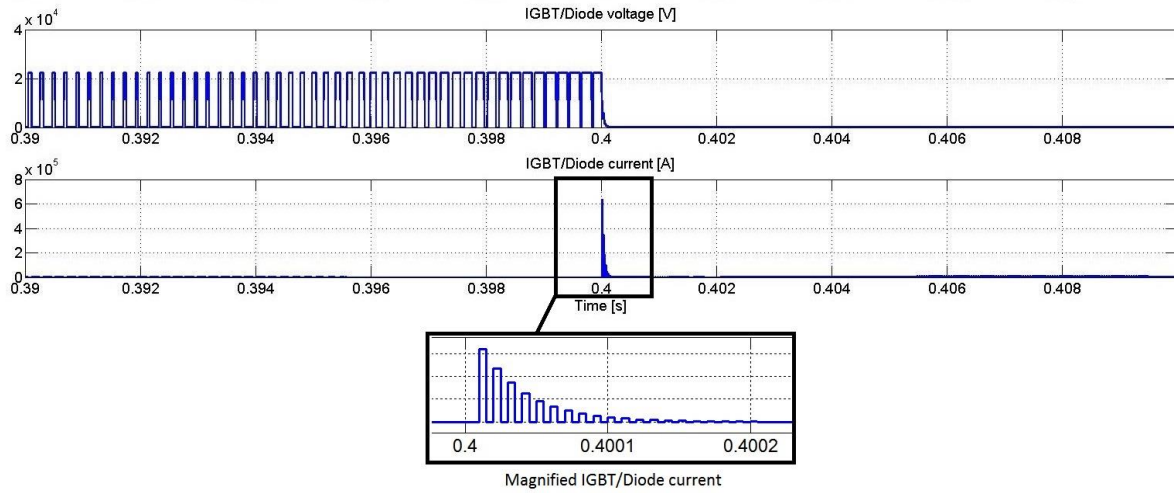 IGBT/Diode voltage [V]
x 10^4
4
2
0
0.39 0.392 0.394 0.396 0.398 0.4 0.402 0.404 0.406 0.408
IGBT/Diode current [A]
x 10^5
8
6
4
2
0
0.39 0.392 0.394 0.396 0.398 0.4 0.402 0.404 0.406 0.408
Time [s]
0.4 0.4001 0.4002
Magnified IGBT/Diode current